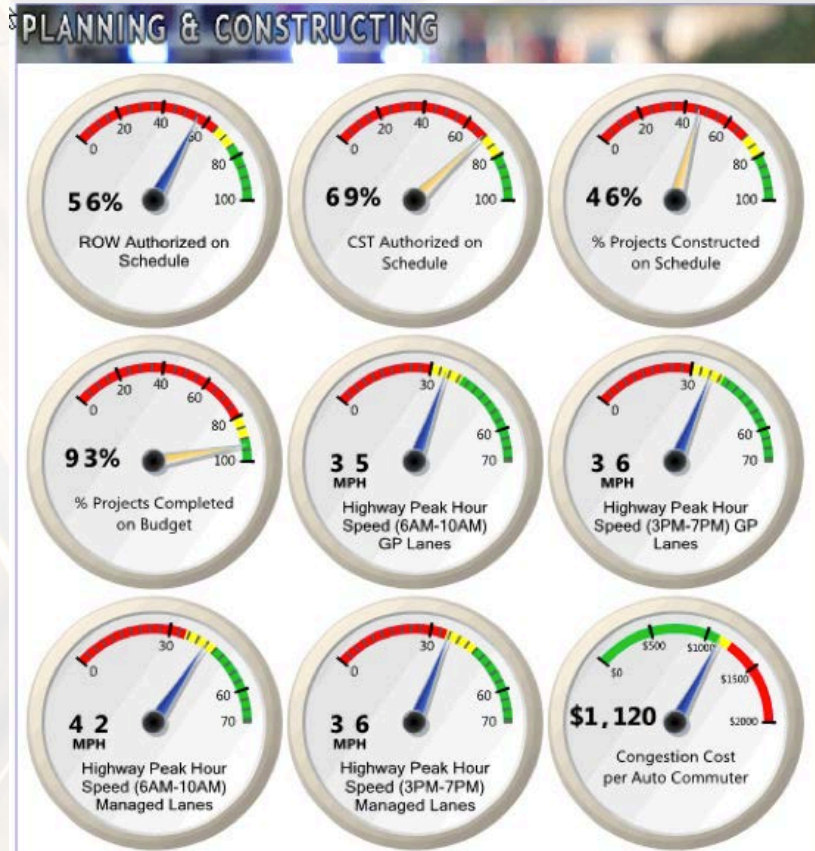 PLANNING & CONSTRUCTING
0 20 40 60 80 100
56%
ROW Authorized on
Schedule
0 20 40 60 80 100
69%
CST Authorized on
Schedule
0 20 40 60 80 100
46%
% Projects Constructed
on Schedule
0 20 40 60 80 100
93%
% Projects Completed
on Budget
0 30 60 70
35
MPH
Highway Peak Hour
Speed (6AM-10AM)
GP Lanes
0 30 60 70
36
MPH
Highway Peak Hour
Speed (3PM-7PM) GP
Lanes
0 30 60 70
42
MPH
Highway Peak Hour
Speed (6AM-10AM)
Managed Lanes
0 30 60 70
36
MPH
Highway Peak Hour
Speed (3PM-7PM)
Managed Lanes
$0 $500 $1000 $1500 $2000
$1,120
Congestion Cost
per Auto Commuter